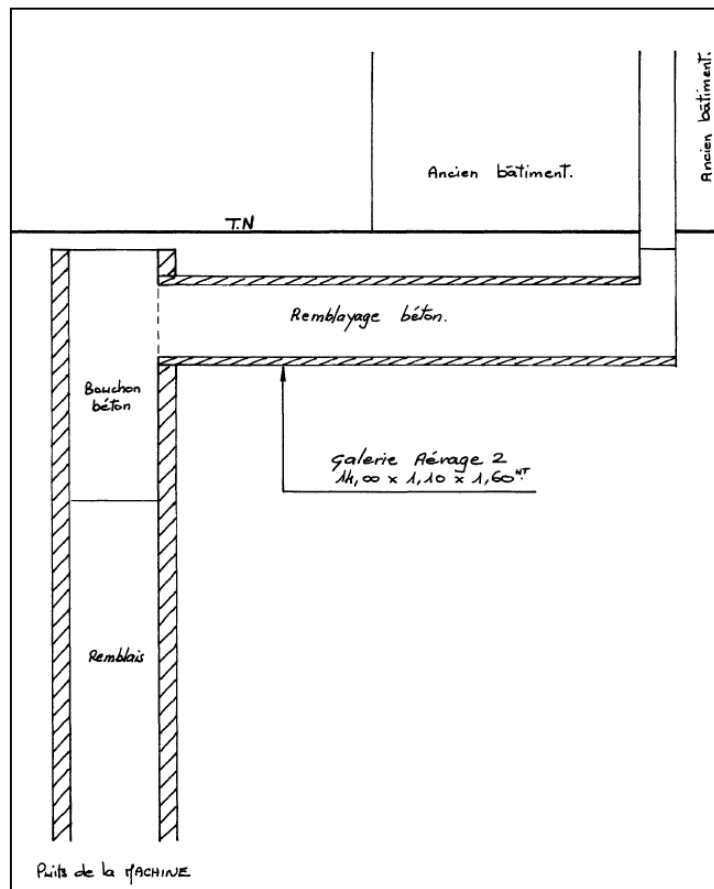 Ancien bâtiment.
Ancien bâtiment.
T.N
Remblayage béton.
Bouchon
béton
Galerie Aérage 2
14,00 x 1,10 x 1,60 HT.
Remblais
Puits de la MACHINE